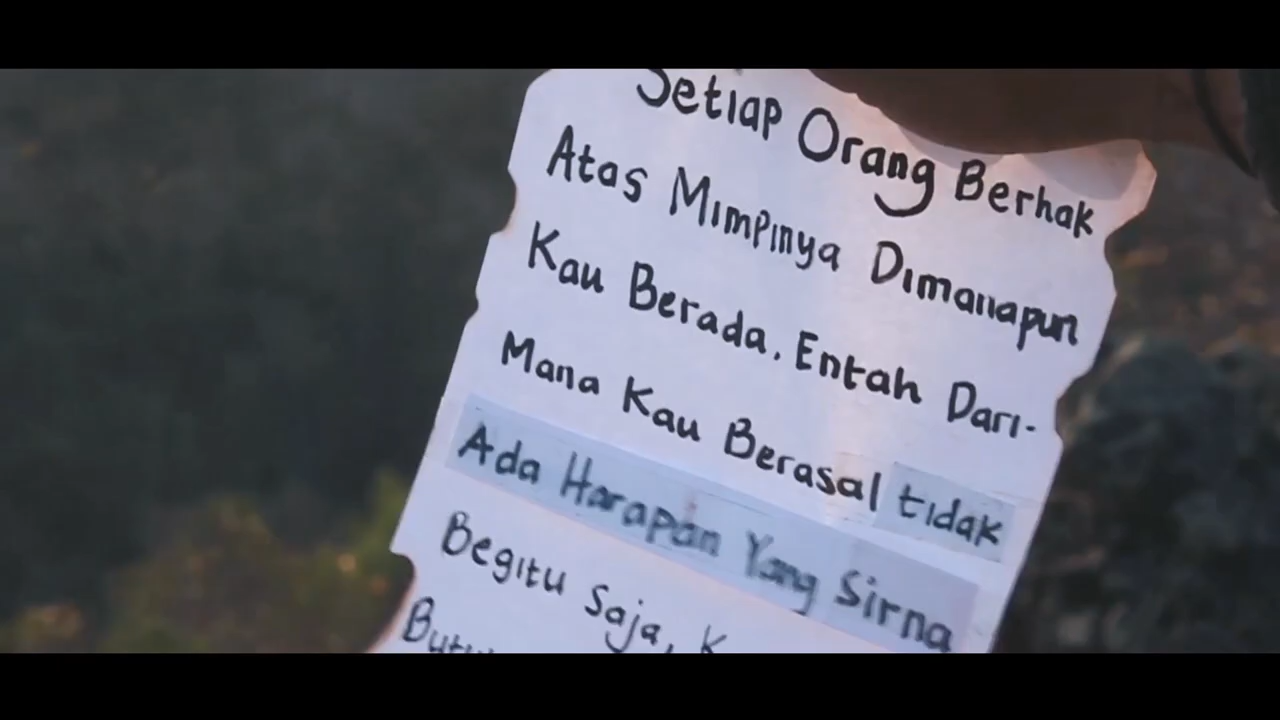 Setiap Orang Berhak
Atas Mimpinya Dimanapun
Kau Berada, Entah Dari-
Mana Kau Berasal tidak
Ada Harapan Yang Sirna
Begitu Saja,